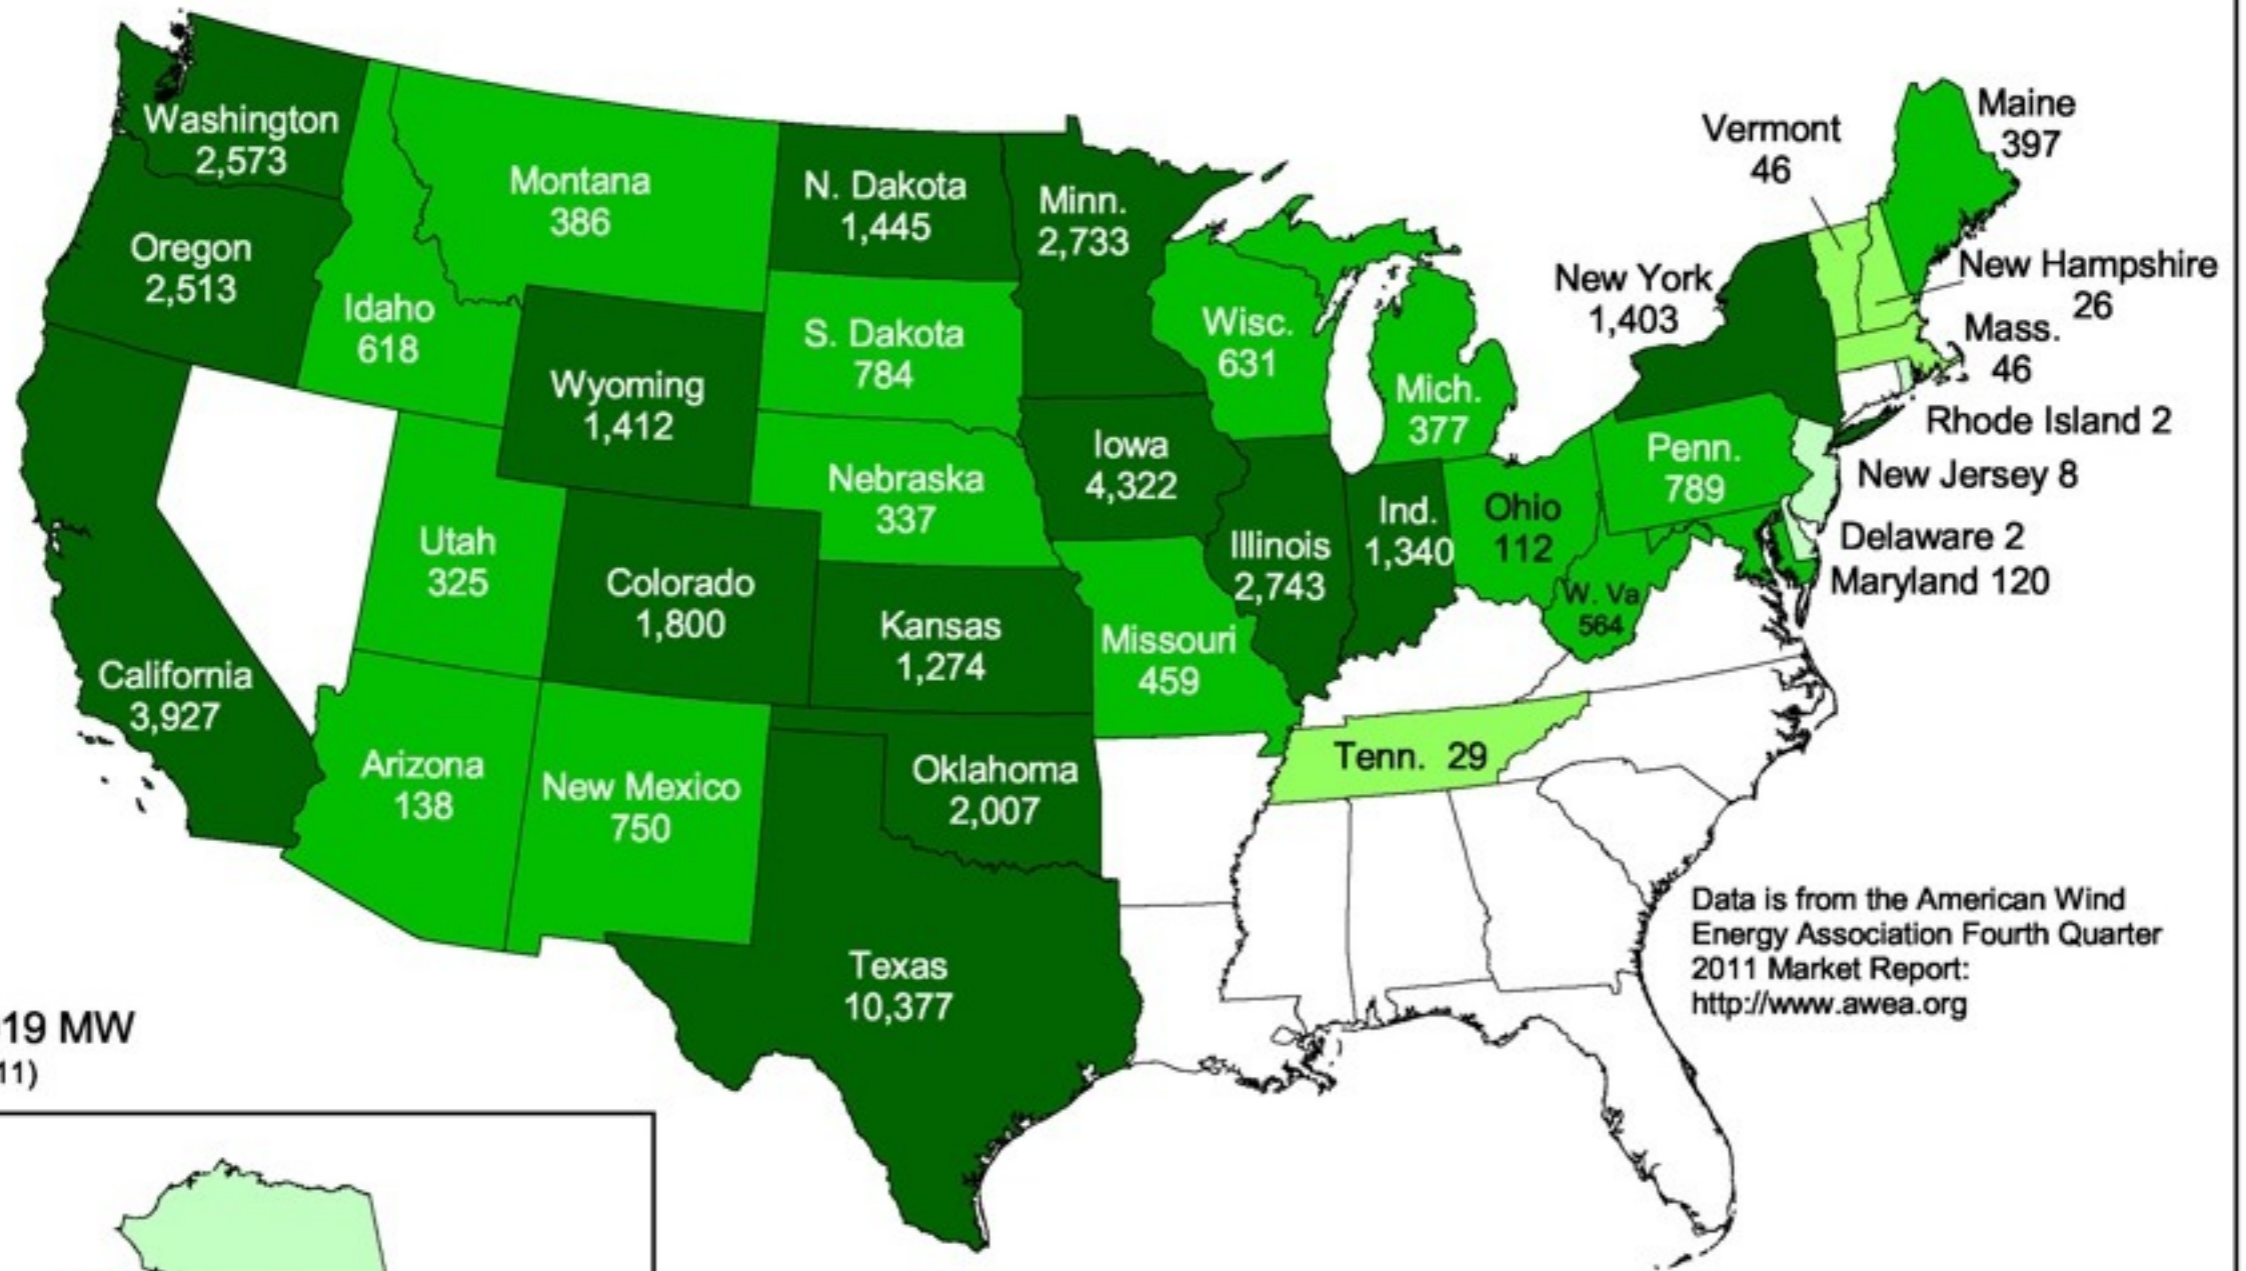 Washington
2,573
Oregon
2,513
California
3,927
Idaho
618
Montana
386
Wyoming
1,412
Utah
325
Colorado
1,800
Arizona
138
New Mexico
750
N. Dakota
1,445
S. Dakota
784
Nebraska
337
Kansas
1,274
Oklahoma
2,007
Texas
10,377
Minn.
2,733
Iowa
4,322
Missouri
459
Wisc.
631
Illinois
2,743
Mich.
377
Ind.
1,340
Ohio
112
W. Va
564
Tenn. 29
Penn.
789
New York
1,403
Vermont
46
Maine
397
New Hampshire
26
Mass.
46
Rhode Island 2
New Jersey 8
Delaware 2
Maryland 120
Data is from the American Wind
Energy Association Fourth Quarter
2011 Market Report:
http://www.awea.org
19 MW
11)